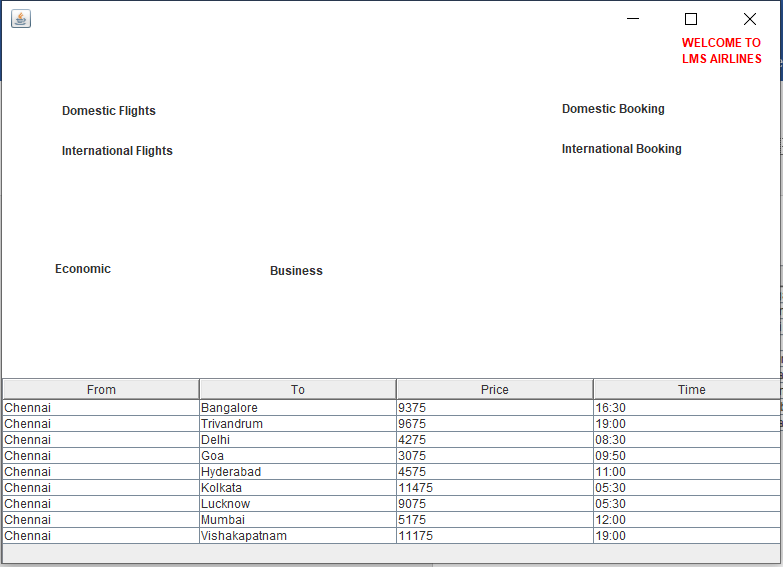 WELCOME TO
LMS AIRLINES
Domestic Flights
Domestic Booking
International Flights
International Booking
Economic
Business
From To Price Time
Chennai Bangalore 9375 16:30
Chennai Trivandrum 9675 19:00
Chennai Delhi 4275 08:30
Chennai Goa 3075 09:50
Chennai Hyderabad 4575 11:00
Chennai Kolkata 11475 05:30
Chennai Lucknow 9075 05:30
Chennai Mumbai 5175 12:00
Chennai Vishakapatnam 11175 19:00